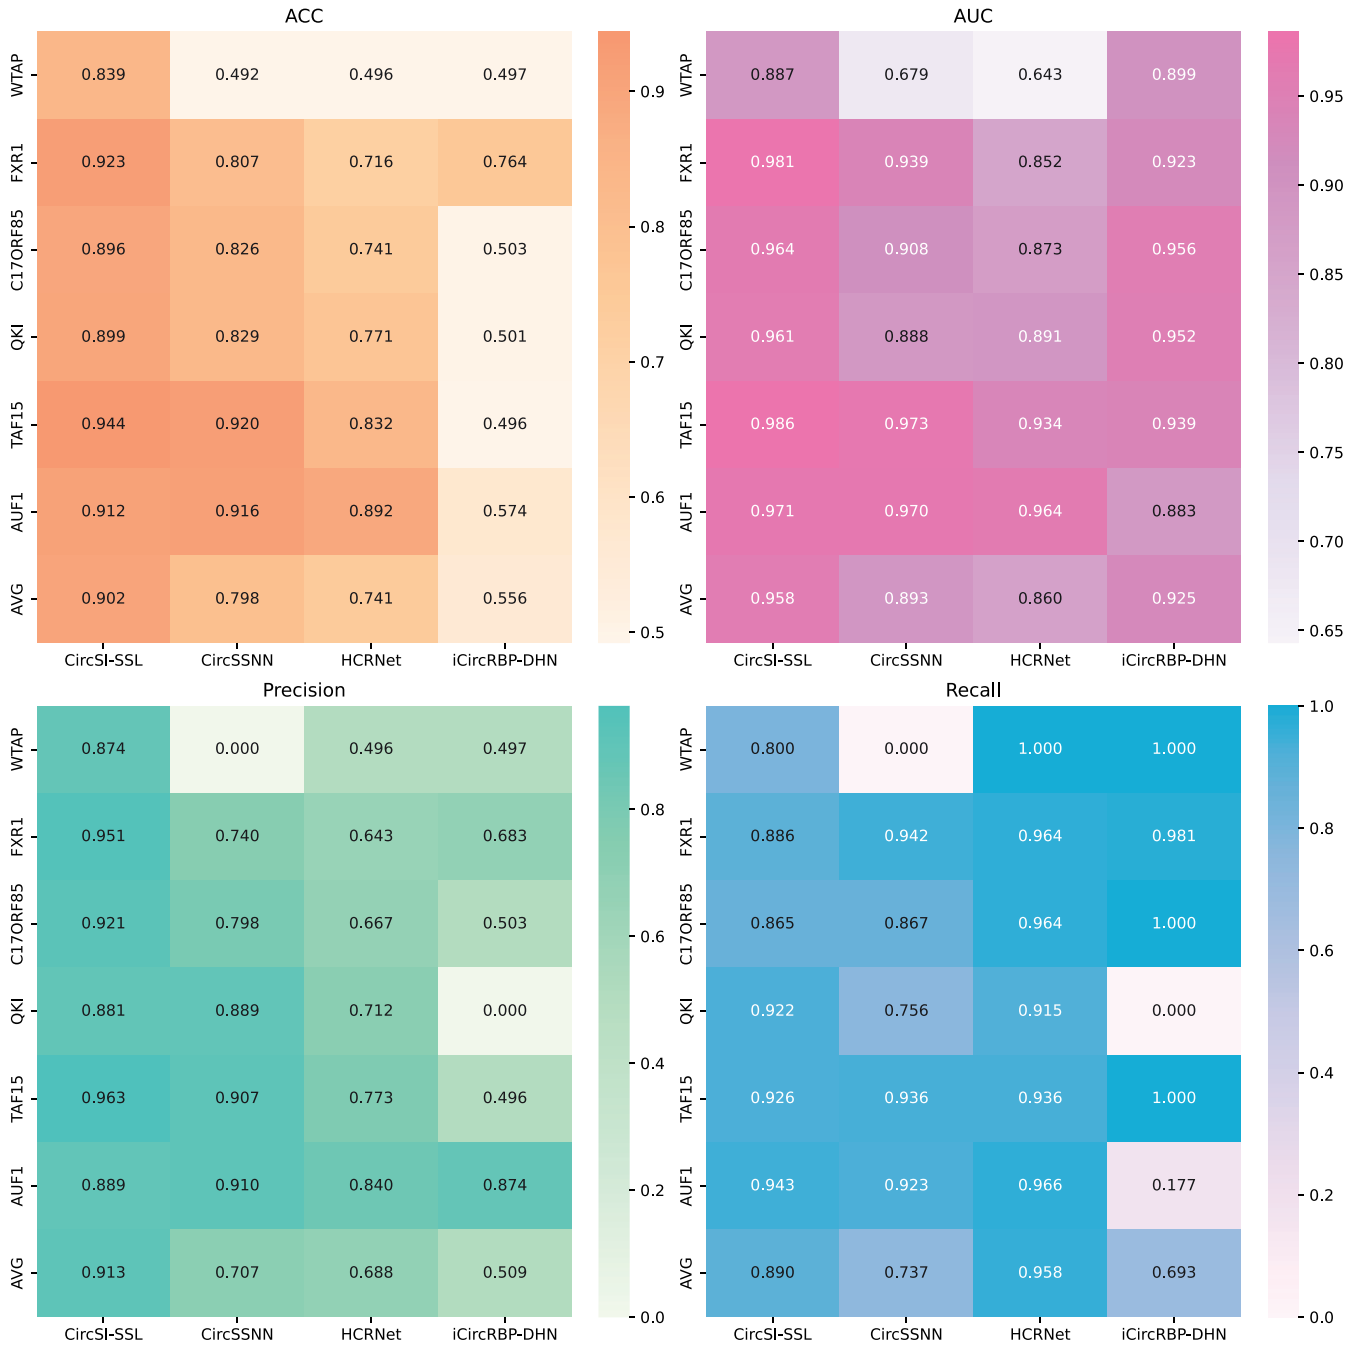 ACC
WTAP 0.839 0.492 0.496 0.497
FXR1 0.923 0.807 0.716 0.764
C17ORF85 0.896 0.826 0.741 0.503
QKI 0.899 0.829 0.771 0.501
TAF15 0.944 0.920 0.832 0.496
AUF1 0.912 0.916 0.892 0.574
AVG 0.902 0.798 0.741 0.556
CircSI-SSL CircSSNN HCRNet iCircRBP-DHN
0.9
0.8
0.7
0.6
0.5
AUC
WTAP 0.887 0.679 0.643 0.899
FXR1 0.981 0.939 0.852 0.923
C17ORF85 0.964 0.908 0.873 0.956
QKI 0.961 0.888 0.891 0.952
TAF15 0.986 0.973 0.934 0.939
AUF1 0.971 0.970 0.964 0.883
AVG 0.958 0.893 0.860 0.925
CircSI-SSL CircSSNN HCRNet iCircRBP-DHN
0.95
0.90
0.85
0.80
0.75
0.70
0.65
Precision
WTAP 0.874 0.000 0.496 0.497
FXR1 0.951 0.740 0.643 0.683
C17ORF85 0.921 0.798 0.667 0.503
QKI 0.881 0.889 0.712 0.000
TAF15 0.963 0.907 0.773 0.496
AUF1 0.889 0.910 0.840 0.874
AVG 0.913 0.707 0.688 0.509
CircSI-SSL CircSSNN HCRNet iCircRBP-DHN
0.8
0.6
0.4
0.2
0.0
Recall
WTAP 0.800 0.000 1.000 1.000
FXR1 0.886 0.942 0.964 0.981
C17ORF85 0.865 0.867 0.964 1.000
QKI 0.922 0.756 0.915 0.000
TAF15 0.926 0.936 0.936 1.000
AUF1 0.943 0.923 0.966 0.177
AVG 0.890 0.737 0.958 0.693
CircSI-SSL CircSSNN HCRNet iCircRBP-DHN
1.0
0.8
0.6
0.4
0.2
0.0